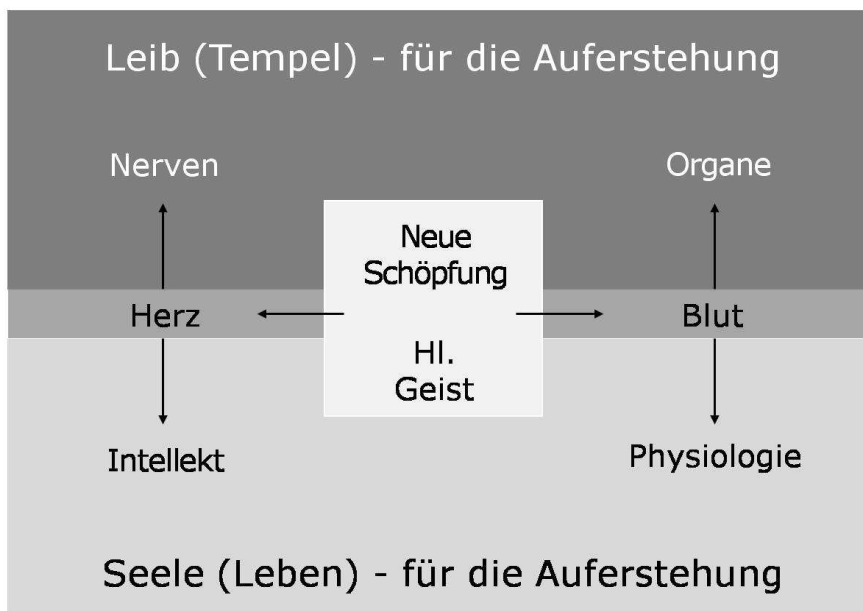 Leib (Tempel) - für die Auferstehung
Nerven
Organe
Neue
Schöpfung
Herz
Blut
Hl.
Geist
Intellekt
Physiologie
Seele (Leben) - für die Auferstehung